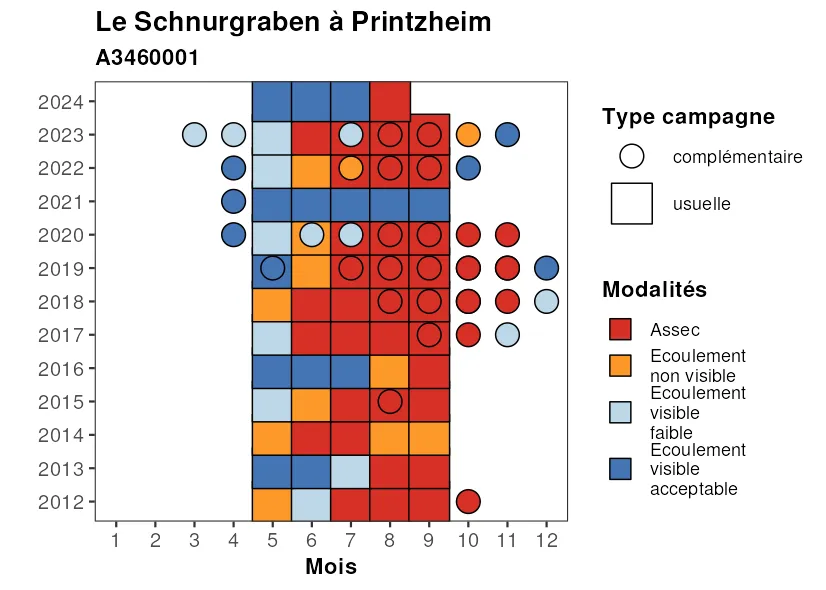 Le Schnurgraben à Printzheim
A3460001
2024
2023
2022
2021
2020
2019
2018
2017
2016
2015
2014
2013
2012
1 2 3 4 5 6 7 8 9 10 11 12
Mois
Type campagne
complémentaire
usuelle
Modalités
Assec
Ecoulement
non visible
Ecoulement
visible
faible
Ecoulement
visible
acceptable